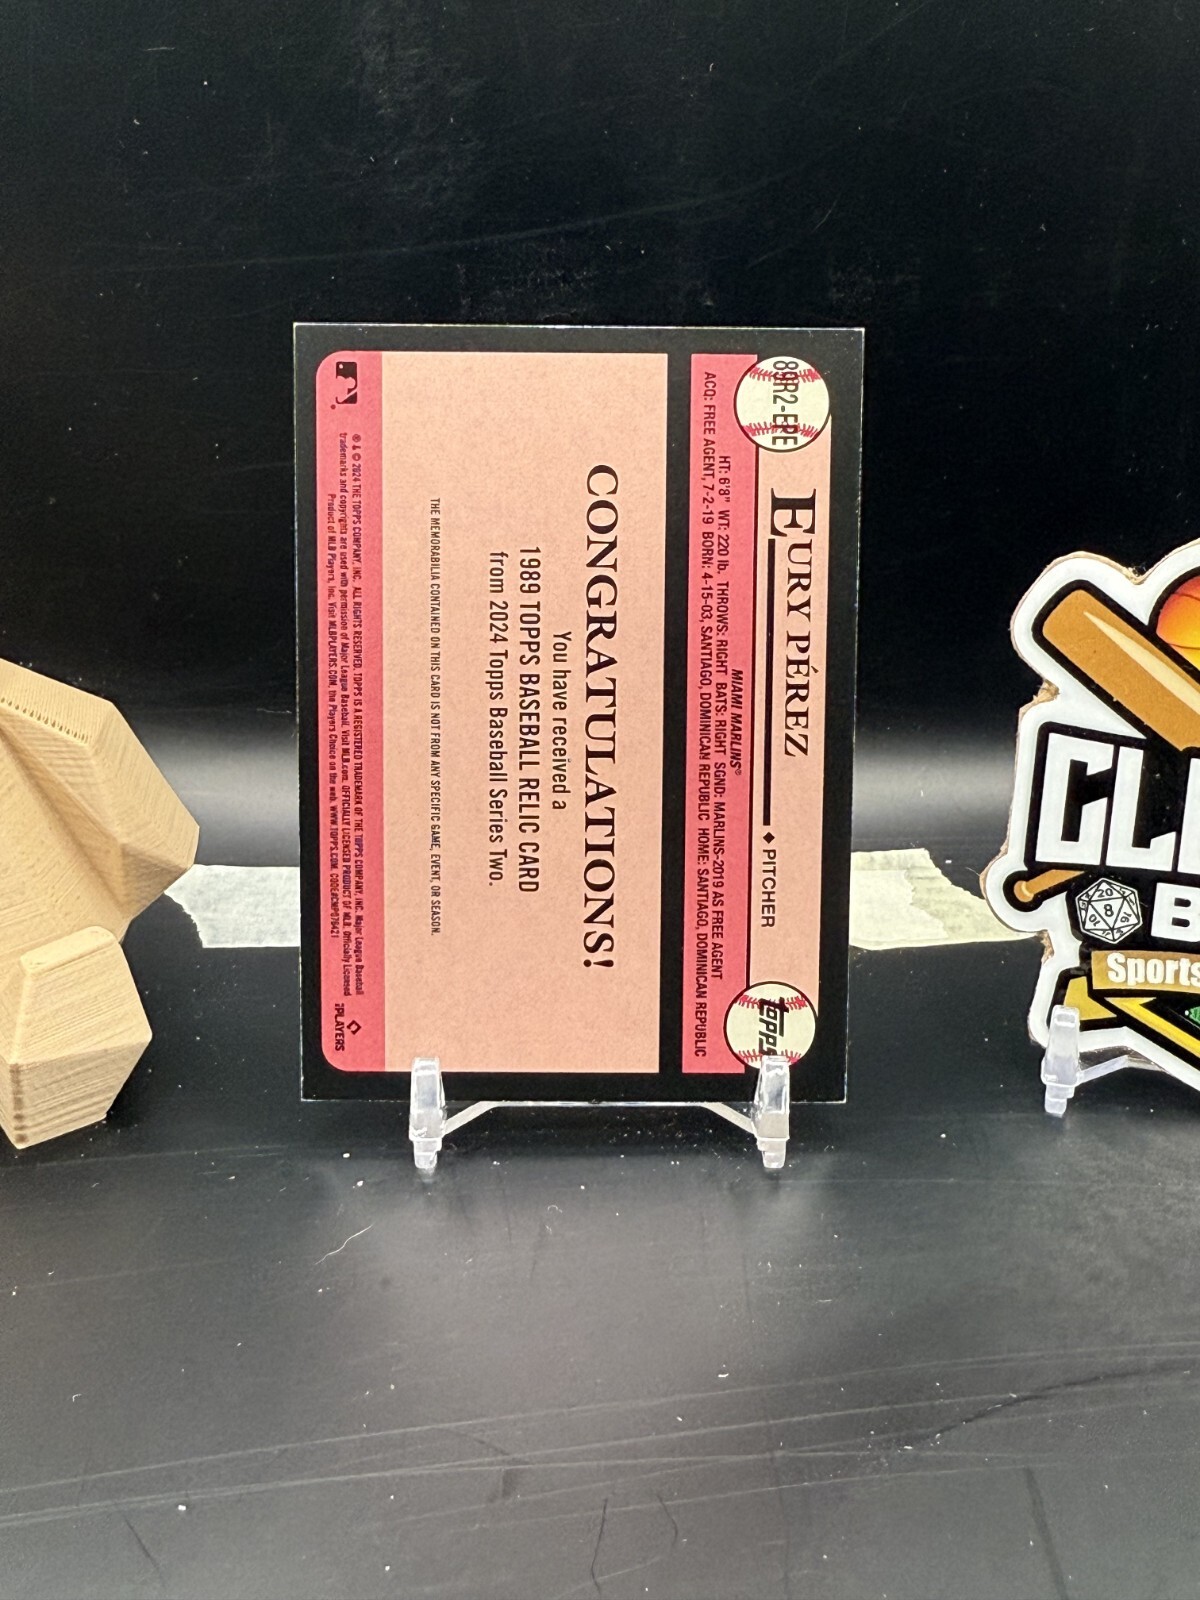 89R2-EPE
EURY PÉREZ ♦ PITCHER
topps
MIAMI MARLINS®
HT: 6'8" WT: 220 lb. THROWS: RIGHT BATS: RIGHT SGND: MARLINS-2019 AS FREE AGENT
ACQ: FREE AGENT, 7-2-19 BORN: 4-15-03, SANTIAGO, DOMINICAN REPUBLIC HOME: SANTIAGO, DOMINICAN REPUBLIC
CONGRATULATIONS!
You have received a
1989 TOPPS BASEBALL RELIC CARD
from 2024 Topps Baseball Series Two.
THE MEMORABILIA CONTAINED ON THIS CARD IS NOT FROM ANY SPECIFIC GAME, EVENT, OR SEASON.
® & © 2024 THE TOPPS COMPANY, INC. ALL RIGHTS RESERVED. TOPPS IS A REGISTERED TRADEMARK OF THE TOPPS COMPANY, INC. Major League Baseball
trademarks and copyrights are used with permission of Major League Baseball. Visit MLB.com. OFFICIALLY LICENSED PRODUCT OF MLB. Officially Licensed
Product of MLB Players, Inc. Visit MLBPLAYERS.COM, the Players Choice on the web. WWW.TOPPS.COM.
PLAYERS
CL
B
20
8
Sports